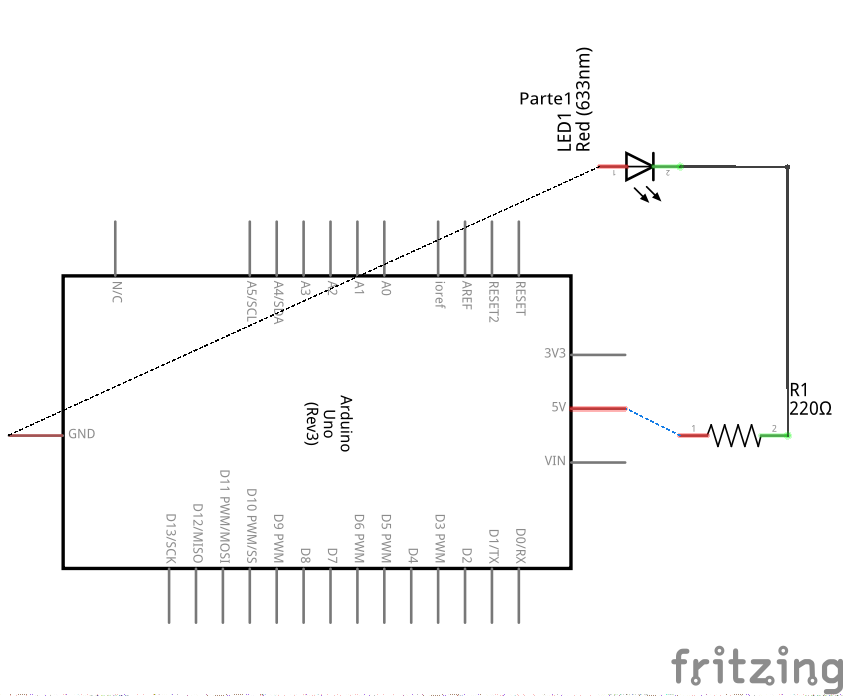 Parte1
LED1
Red (633nm)
1
2
N/C
A5/SCL
A4/SDA
A3
A2
A1
A0
ioref
AREF
RESET2
RESET
3V3
5V
VIN
GND
Arduino
Uno
(Rev3)
R1
220Ω
1
2
D13/SCK
D12/MISO
D11 PWM/MOSI
D10 PWM/SS
D9 PWM
D8
D7
D6 PWM
D5 PWM
D4
D3 PWM
D2
D1/TX
D0/RX
fritzing